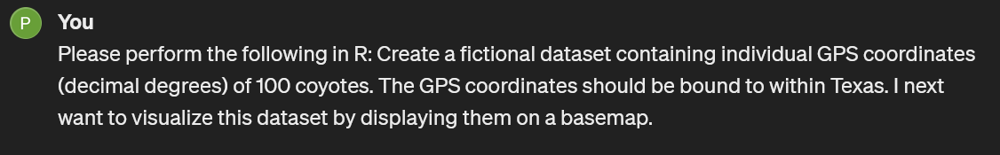 P You
Please perform the following in R: Create a fictional dataset containing individual GPS coordinates
(decimal degrees) of 100 coyotes. The GPS coordinates should be bound to within Texas. I next
want to visualize this dataset by displaying them on a basemap.